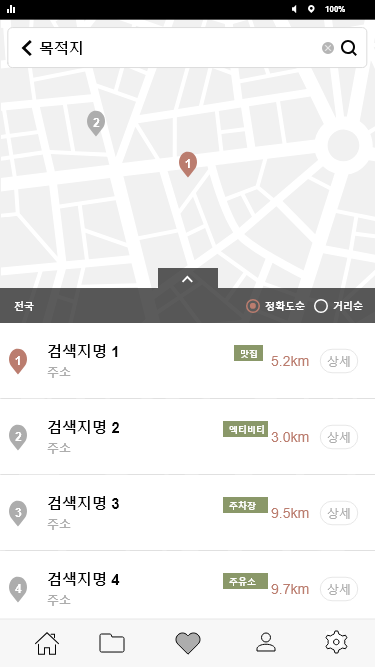 100%
목적지
2
1
전국 정확도순 거리순
1 검색지명 1 맛집 5.2km 상세
주소
2 검색지명 2 액티비티 3.0km 상세
주소
3 검색지명 3 주차장 9.5km 상세
주소
4 검색지명 4 주유소 9.7km 상세
주소